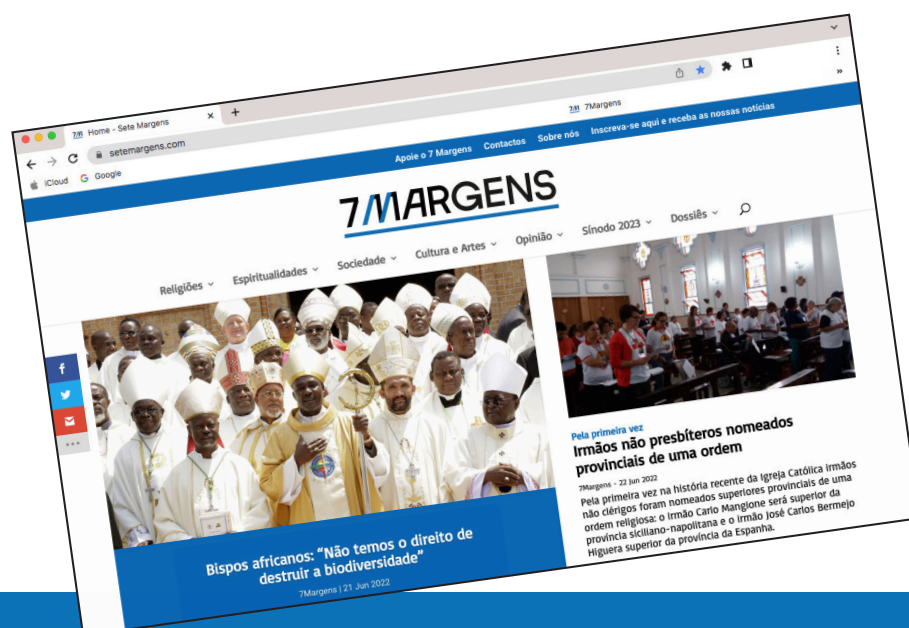 7M Home - Sete Margens
setemargens.com
iCloud
Google
7M 7Margens
Apoie o 7 Margens Contactos Sobre nós Inscreva-se aqui e receba as nossas notícias
7MARGENS
Religiões Espiritualidades Sociedade Cultura e Artes Opinião Sínodo 2023 Dossiês
Bispos africanos: “Não temos o direito de
destruir a biodiversidade”
7Margens | 21 Jun 2022
Pela primeira vez
Irmãos não presbíteros nomeados
provinciais de uma ordem
7Margens - 22 Jun 2022
Pela primeira vez na história recente da Igreja Católica irmãos
não clérigos foram nomeados superiores provinciais de uma
ordem religiosa: o irmão Carlo Mangione será superior da
província siciliano-napolitana e o irmão José Carlos Bermejo
Higuera superior da província da Espanha.